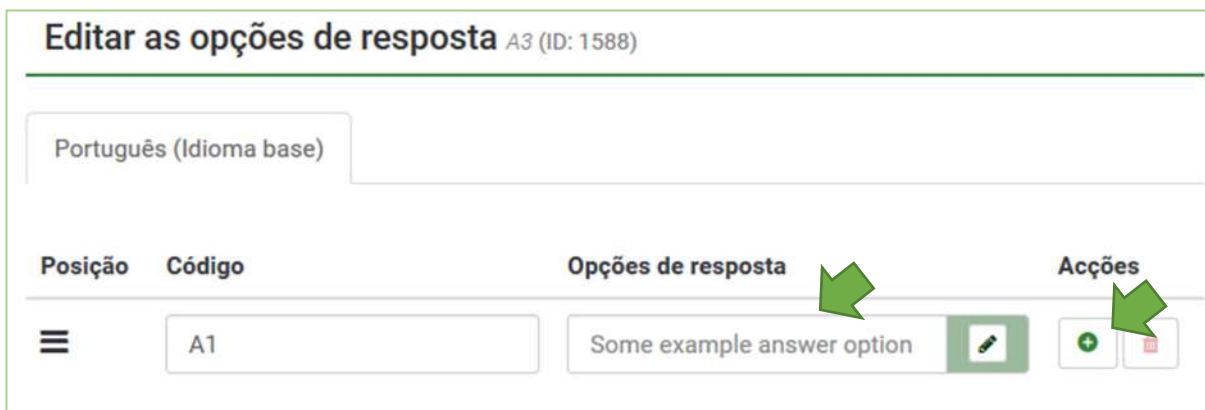 Editar as opções de resposta A3 (ID: 1588)
Português (Idioma base)
Posição Código Opções de resposta Acções
A1 Some example answer option